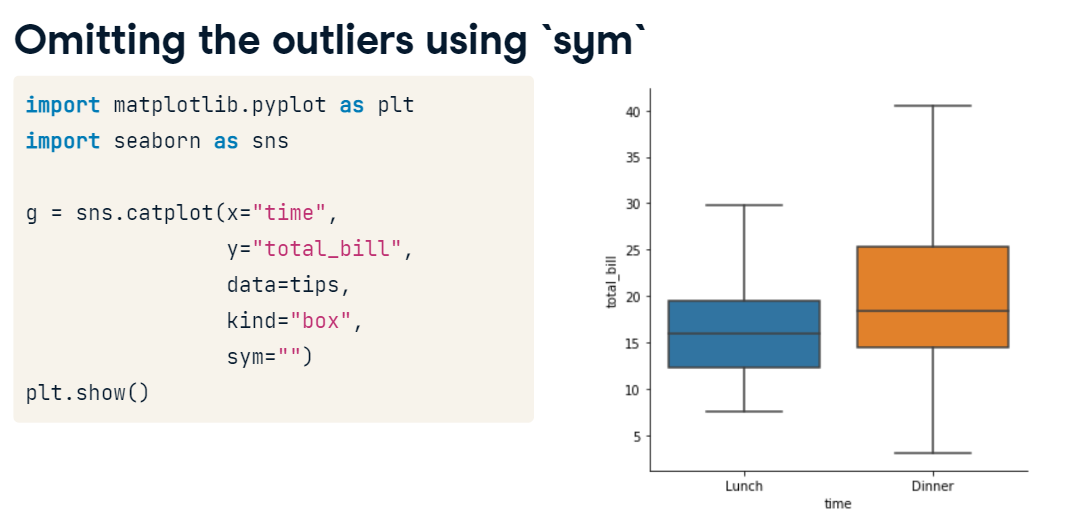 Omitting the outliers using `sym`
import matplotlib.pyplot as plt
import seaborn as sns
g = sns.catplot(x="time",
y="total_bill",
data=tips,
kind="box",
sym="")
plt.show()
total_bill
40
35
30
25
20
15
10
5
Lunch Dinner
time